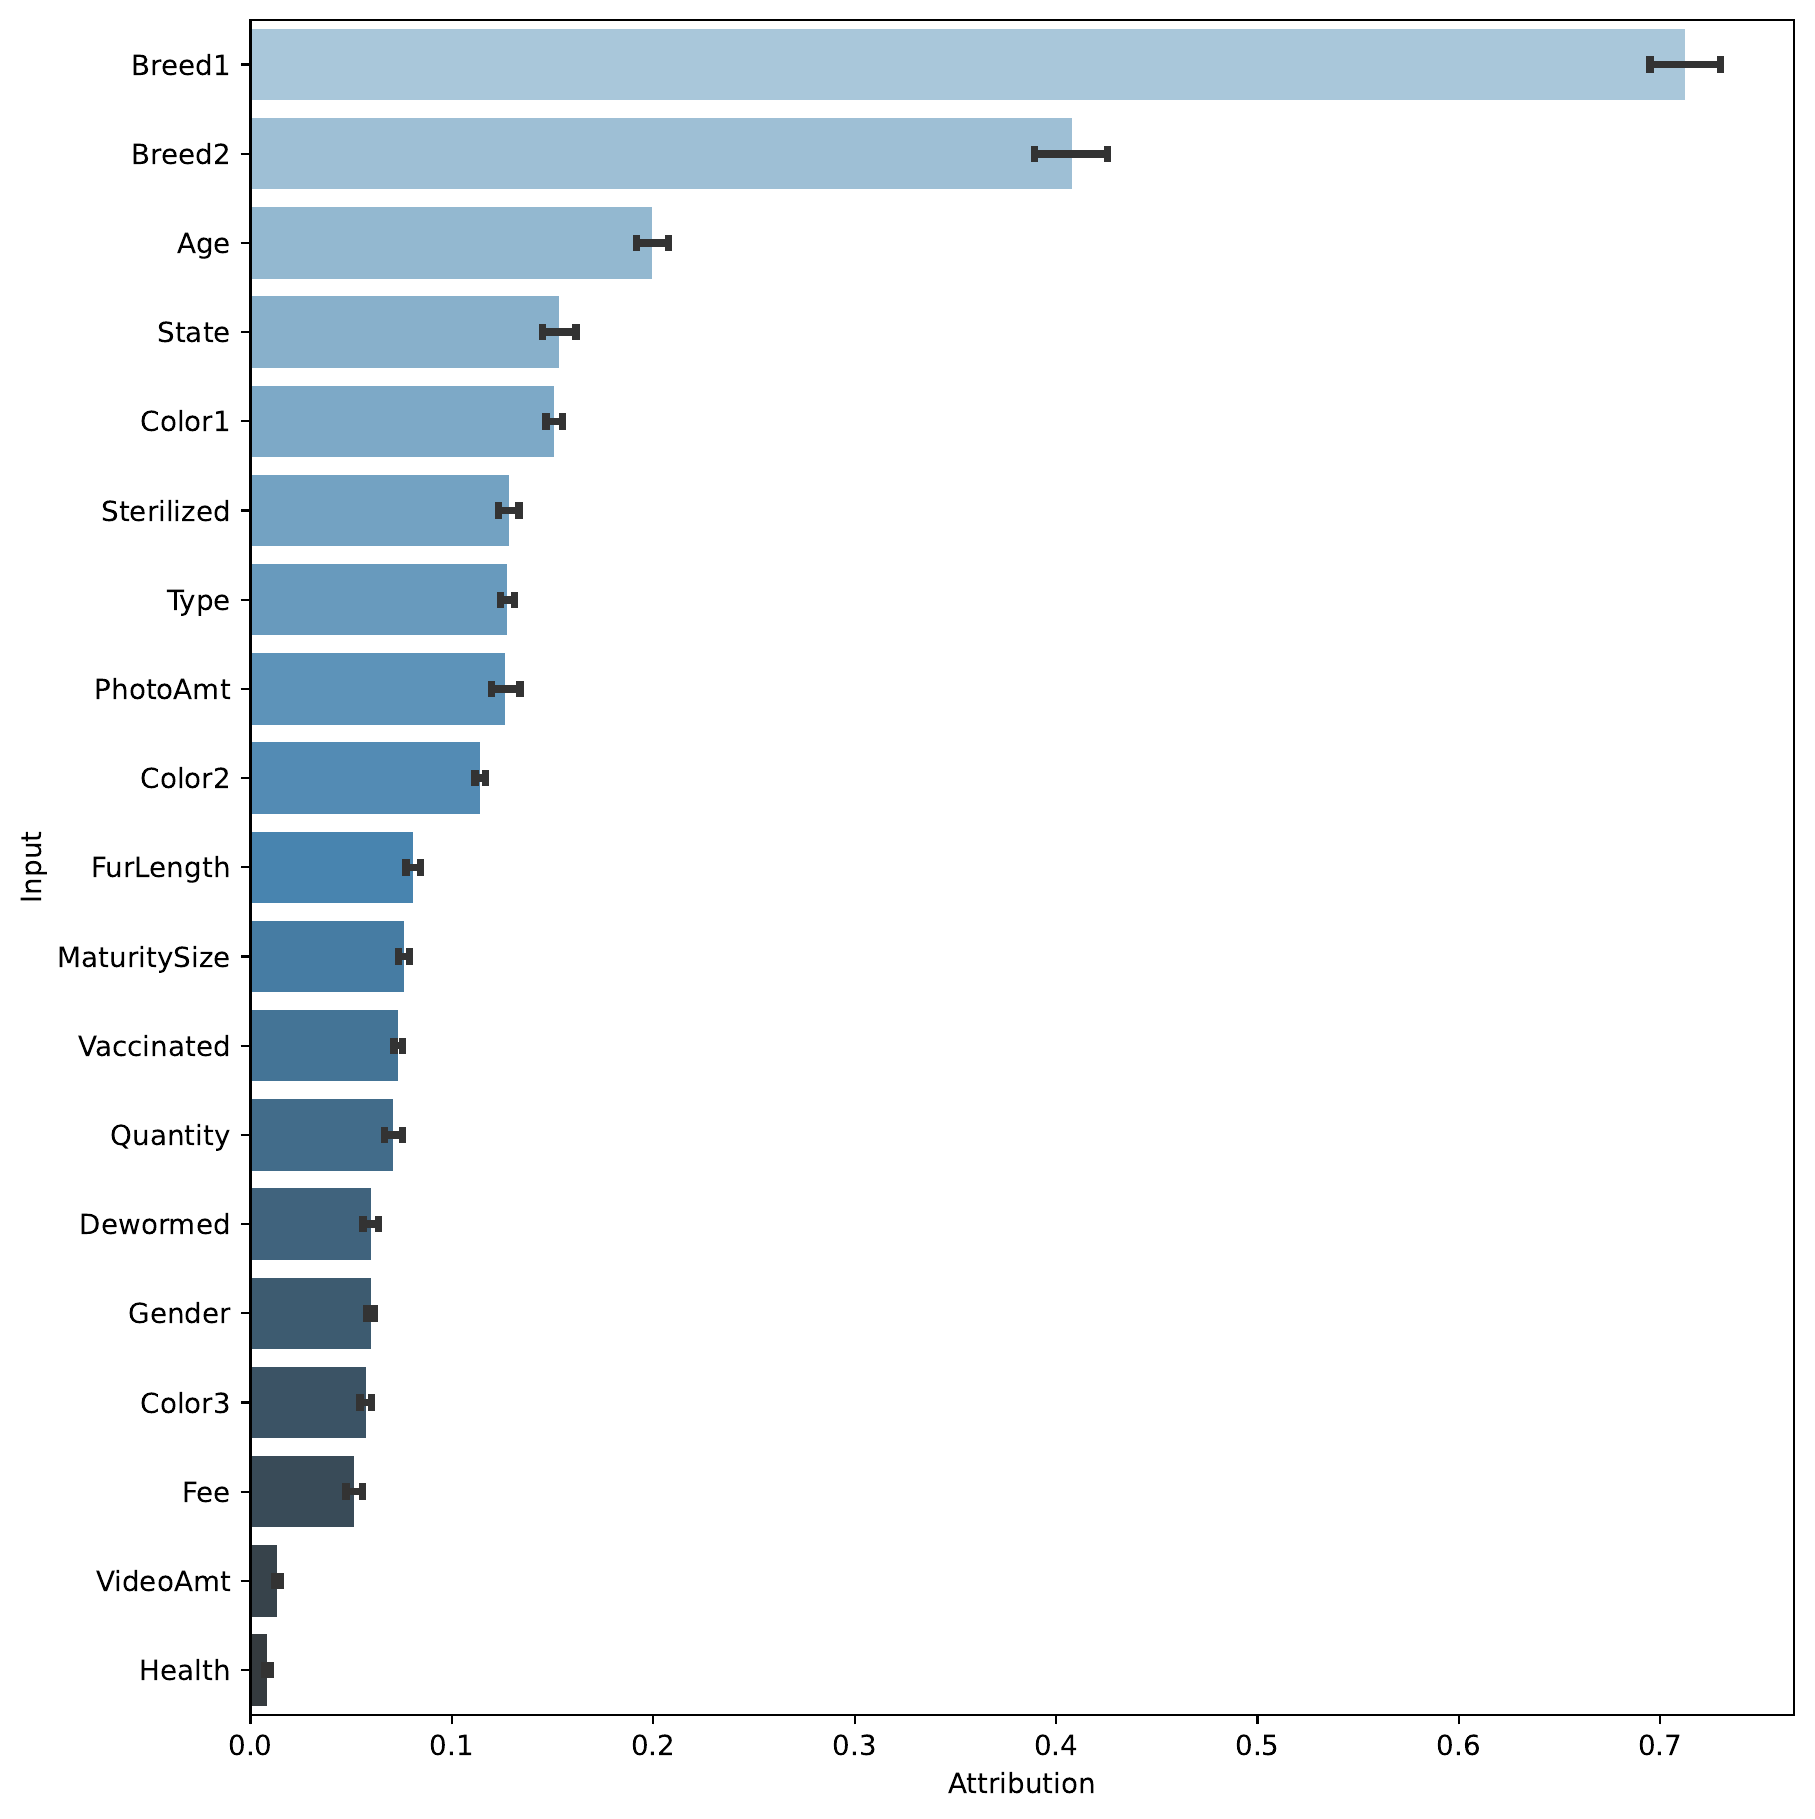 Breed1
Breed2
Age
State
Color1
Sterilized
Type
PhotoAmt
Color2
FurLength
MaturitySize
Vaccinated
Quantity
Dewormed
Gender
Color3
Fee
VideoAmt
Health
Input
0.0 0.1 0.2 0.3 0.4 0.5 0.6 0.7
Attribution